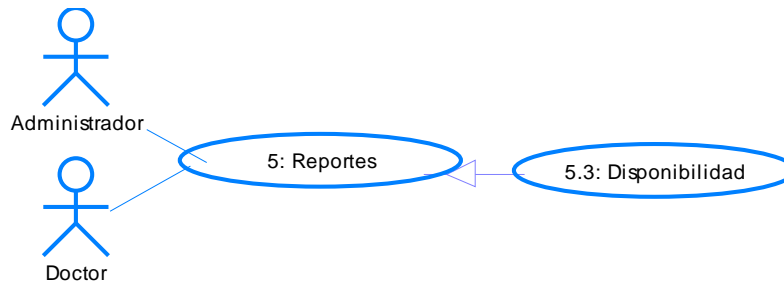 Administrador
5: Reportes
5.3: Disponibilidad
Doctor